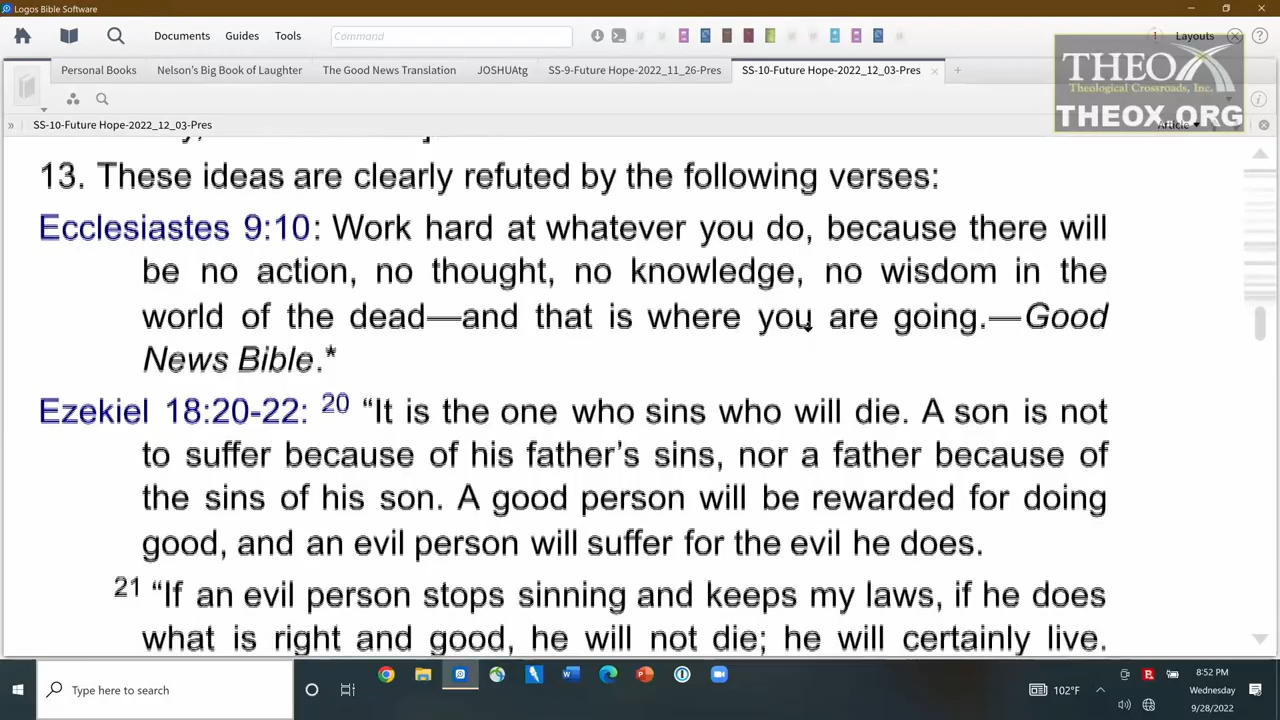 Logos Bible Software
Documents Guides Tools Command Layouts
Personal Books Nelson's Big Book of Laughter The Good News Translation JOSHUAtg SS-9-Future Hope-2022_11_26-Pres SS-10-Future Hope-2022_12_03-Pres
THEOX
Theological Crossroads, Inc.
THEOX.ORG
» SS-10-Future Hope-2022_12_03-Pres Article
13. These ideas are clearly refuted by the following verses:
Ecclesiastes 9:10: Work hard at whatever you do, because there will
be no action, no thought, no knowledge, no wisdom in the
world of the dead—and that is where you are going.—Good
News Bible.*
Ezekiel 18:20-22: 20 “It is the one who sins who will die. A son is not
to suffer because of his father’s sins, nor a father because of
the sins of his son. A good person will be rewarded for doing
good, and an evil person will suffer for the evil he does.
21 “If an evil person stops sinning and keeps my laws, if he does
what is right and good, he will not die; he will certainly live.
Type here to search
102°F
8:52 PM
Wednesday
9/28/2022